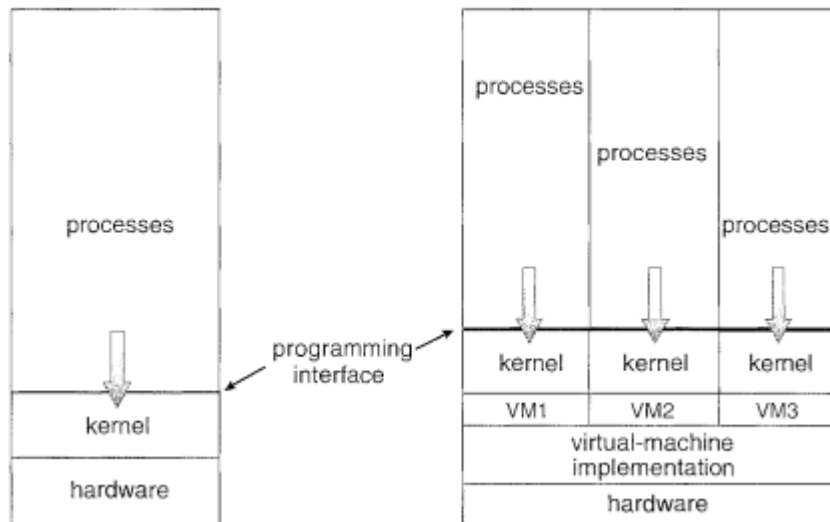 processes
kernel
hardware
programming
interface
processes
processes
processes
kernel
kernel
kernel
VM1
VM2
VM3
virtual-machine
implementation
hardware